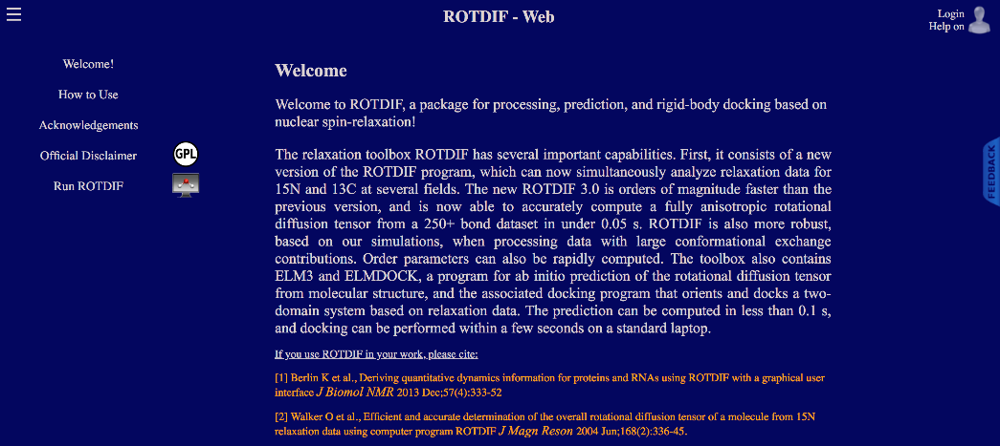 ROTDIF - Web
Login
Help on
Welcome!
How to Use
Acknowledgements
Official Disclaimer
GPL
Run ROTDIF
Welcome
Welcome to ROTDIF, a package for processing, prediction, and rigid-body docking based on
nuclear spin-relaxation!
The relaxation toolbox ROTDIF has several important capabilities. First, it consists of a new
version of the ROTDIF program, which can now simultaneously analyze relaxation data for
15N and 13C at several fields. The new ROTDIF 3.0 is orders of magnitude faster than the
previous version, and is now able to accurately compute a fully anisotropic rotational
diffusion tensor from a 250+ bond dataset in under 0.05 s. ROTDIF is also more robust,
based on our simulations, when processing data with large conformational exchange
contributions. Order parameters can also be rapidly computed. The toolbox also contains
ELM3 and ELMDOCK, a program for ab initio prediction of the rotational diffusion tensor
from molecular structure, and the associated docking program that orients and docks a two-
domain system based on relaxation data. The prediction can be computed in less than 0.1 s,
and docking can be performed within a few seconds on a standard laptop.
If you use ROTDIF in your work, please cite:
[1] Berlin K et al., Deriving quantitative dynamics information for proteins and RNAs using ROTDIF with a graphical user
interface J Biomol NMR 2013 Dec;57(4):333-52
[2] Walker O et al., Efficient and accurate determination of the overall rotational diffusion tensor of a molecule from 15N
relaxation data using computer program ROTDIF J Magn Reson 2004 Jun;168(2):336-45.
FEEDBACK